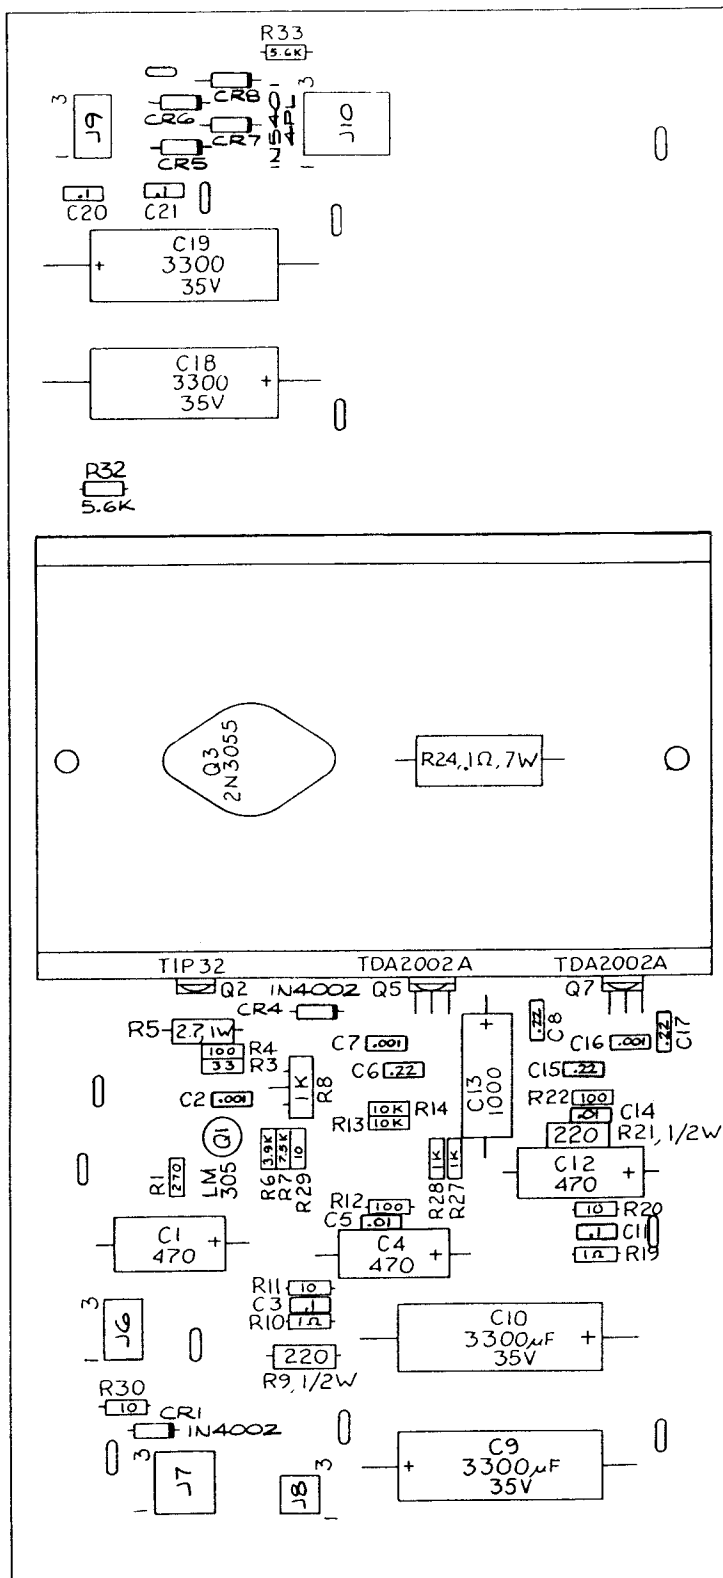 R33
5.6K
3
J9
1
CR8
CR6
CR7
CR5
1N5401
4PL
3
J10
1
.1
C20
.1
C21
C19
+ 3300
35V
C18
3300 +
35V
R32
5.6K
Q3
2N3055
R24, .1Ω, 7W
TIP32
TDA2002A
TDA2002A
Q2
1N4002
Q5
Q7
CR4
R5 2.7, 1W
100 R4
33 R3
C2 .001
1K
R8
C7 .001
C6 .22
10K R14
R13 10K
+
C13
1000
.22
C8
C16 .001
.22
C17
C15 .22
R22 100
.01 C14
220 R21, 1/2W
C12 +
470
Q1
LM
305
R1
270
3.9K
R6
7.5K
R7
10
R29
1K
R28
1K
R27
R12 100
C5 .01
10 R20
.1 C11
1Ω R19
C1 +
470
C4 +
470
R11 10
C3 .1
R10 1Ω
220
R9, 1/2W
3
J6
1
C10
3300µF +
35V
R30
10
CR1
1N4002
3
J7
1
3
J8
1
C9
+ 3300µF
35V